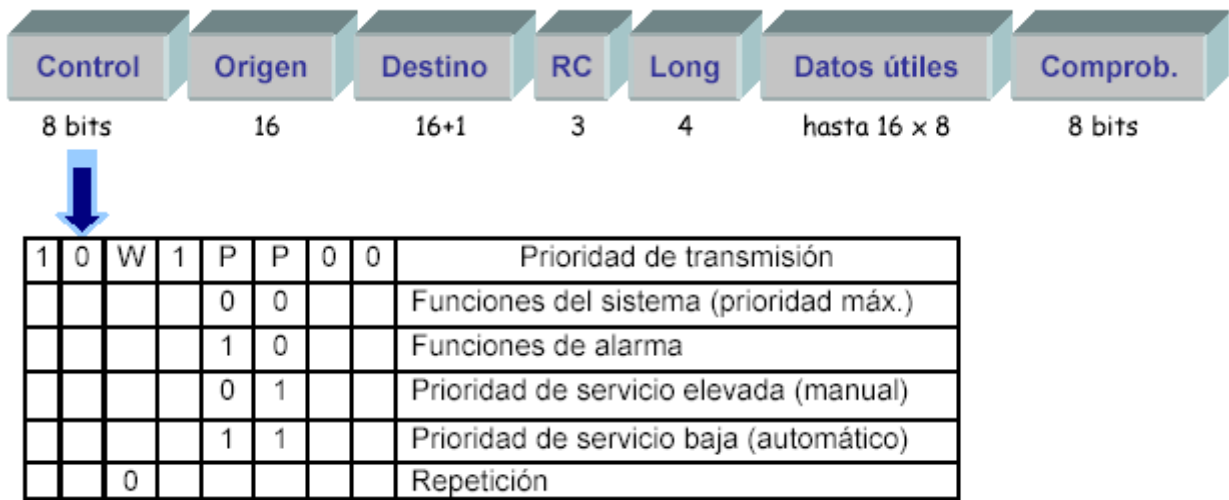 Control Origen Destino RC Long Datos útiles Comprob.
8 bits 16 16+1 3 4 hasta 16 x 8 8 bits
1 0 W 1 P P 0 0 Prioridad de transmisión
0 0 Funciones del sistema (prioridad máx.)
1 0 Funciones de alarma
0 1 Prioridad de servicio elevada (manual)
1 1 Prioridad de servicio baja (automático)
0 Repetición